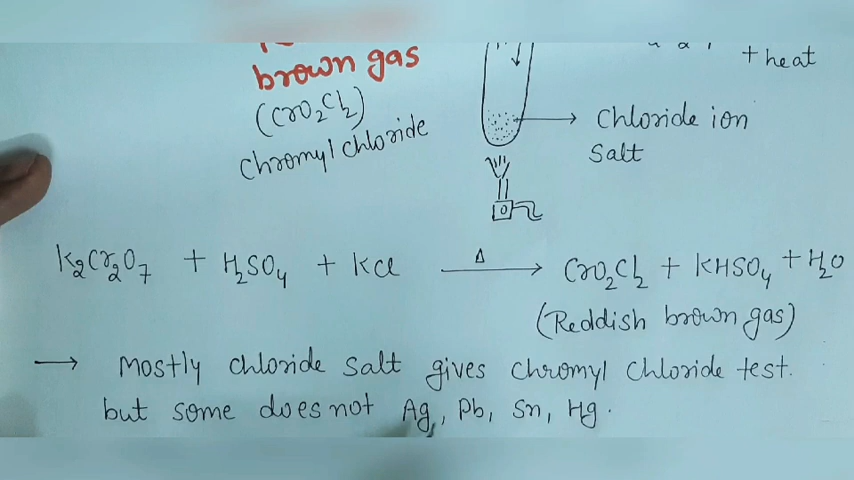 brown gas
(CrO₂Cl₂)
Chromyl chloride
+ heat
Chloride ion
Salt
K₂Cr₂O₇ + H₂SO₄ + KCl —Δ→ CrO₂Cl₂ + KHSO₄ + H₂O
(Reddish brown gas)
→ Mostly chloride salt gives chromyl chloride test.
but some does not Ag, Pb, Sn, Hg.